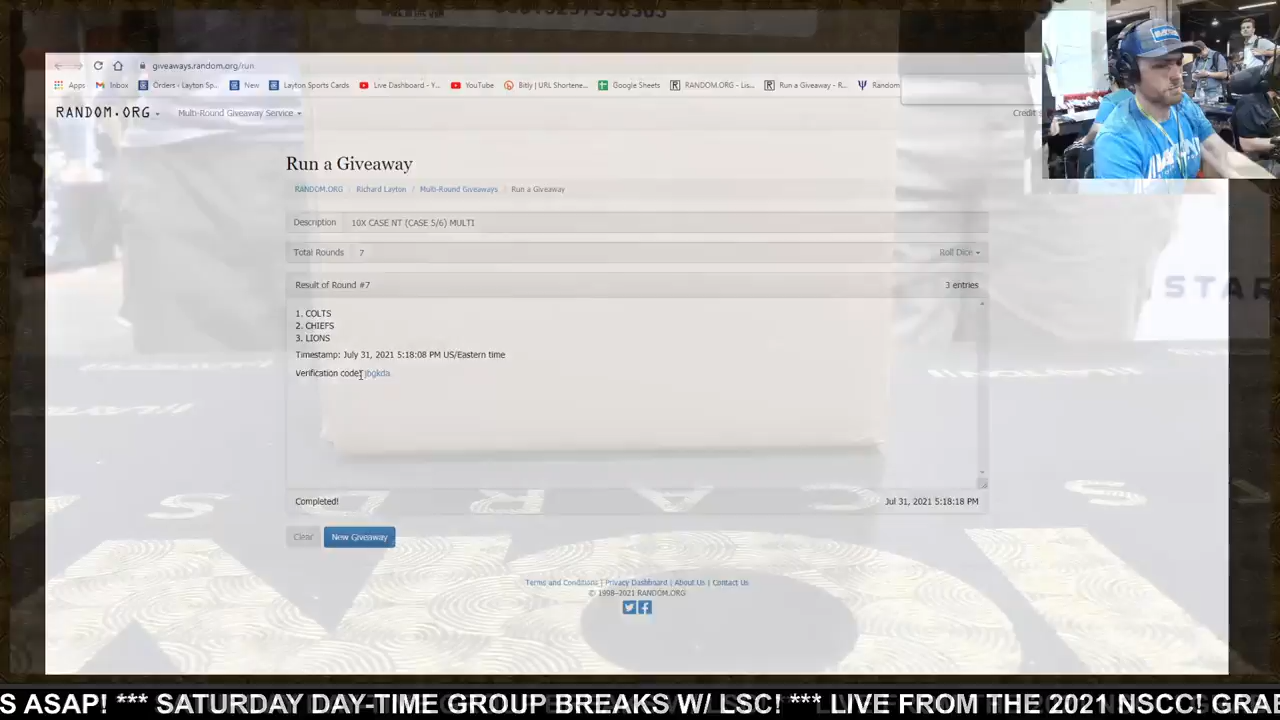 giveaways.random.org/run
Apps Inbox Orders - Layton Sp... New Layton Sports Cards Live Dashboard - Y... YouTube Bitly | URL Shortene... Google Sheets RANDOM.ORG - Lis... Run a Giveaway - R... Random
RANDOM.ORG Multi-Round Giveaway Service Credit
Run a Giveaway
RANDOM.ORG / Richard Layton / Multi-Round Giveaways / Run a Giveaway
Description 10X CASE NT (CASE 5/6) MULTI
Total Rounds 7 Roll Dice
Result of Round #7 3 entries
1. COLTS
2. CHIEFS
3. LIONS
Timestamp: July 31, 2021 5:18:08 PM US/Eastern time
Verification code: jbgkda
Completed! Jul 31, 2021 5:18:18 PM
Clear New Giveaway
Terms and Conditions | Privacy Dashboard | About Us | Contact Us
© 1998–2021 RANDOM.ORG
S ASAP! *** SATURDAY DAY-TIME GROUP BREAKS W/ LSC! *** LIVE FROM THE 2021 NSCC! GRAB